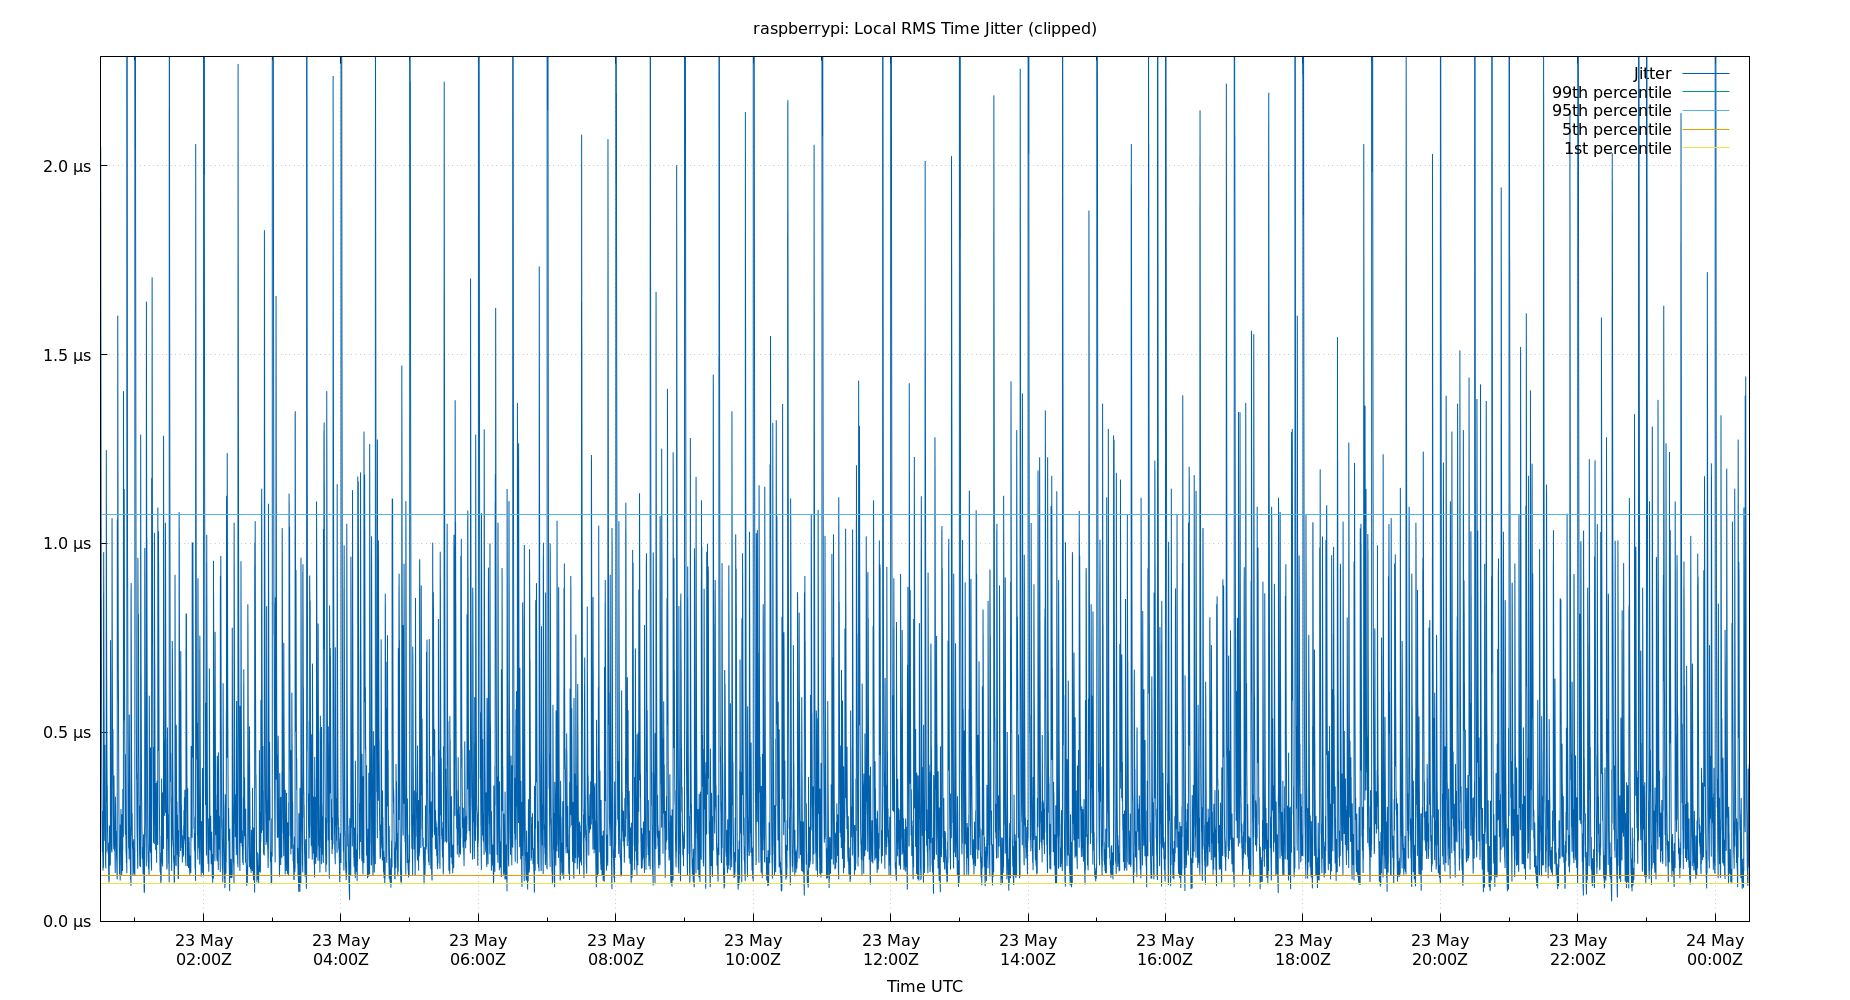 raspberrypi: Local RMS Time Jitter (clipped)
Jitter
99th percentile
95th percentile
5th percentile
1st percentile
2.0 μs
1.5 μs
1.0 μs
0.5 μs
0.0 μs
23 May 23 May 23 May 23 May 23 May 23 May 23 May 23 May 23 May 23 May 23 May 24 May
02:00Z 04:00Z 06:00Z 08:00Z 10:00Z 12:00Z 14:00Z 16:00Z 18:00Z 20:00Z 22:00Z 00:00Z
Time UTC